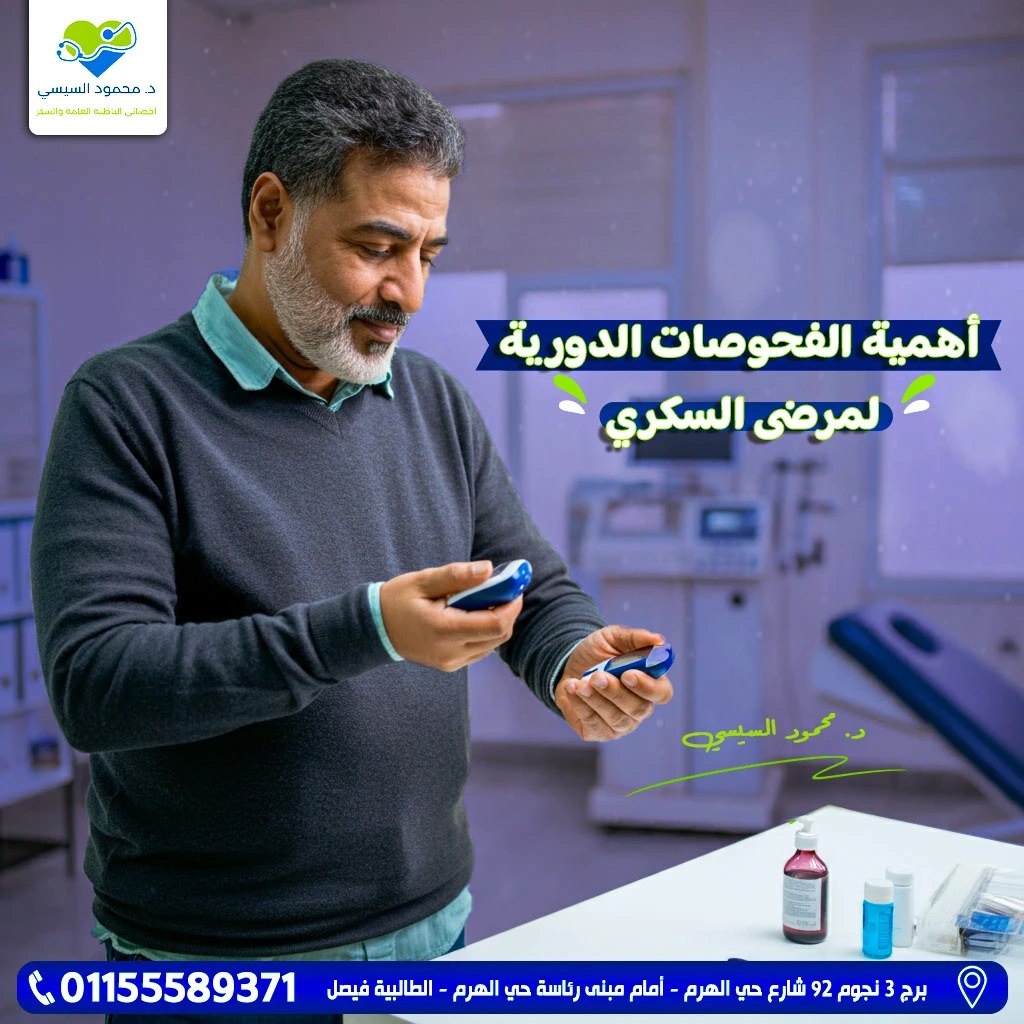 د. محمود السيسي
اخصائي الباطنة العامة والسكر
أهمية الفحوصات الدورية
لمرضى السكري
د. محمود السيسي
01155589371
برج 3 نجوم 92 شارع حي الهرم - أمام مبنى رئاسة حي الهرم - الطالبية فيصل